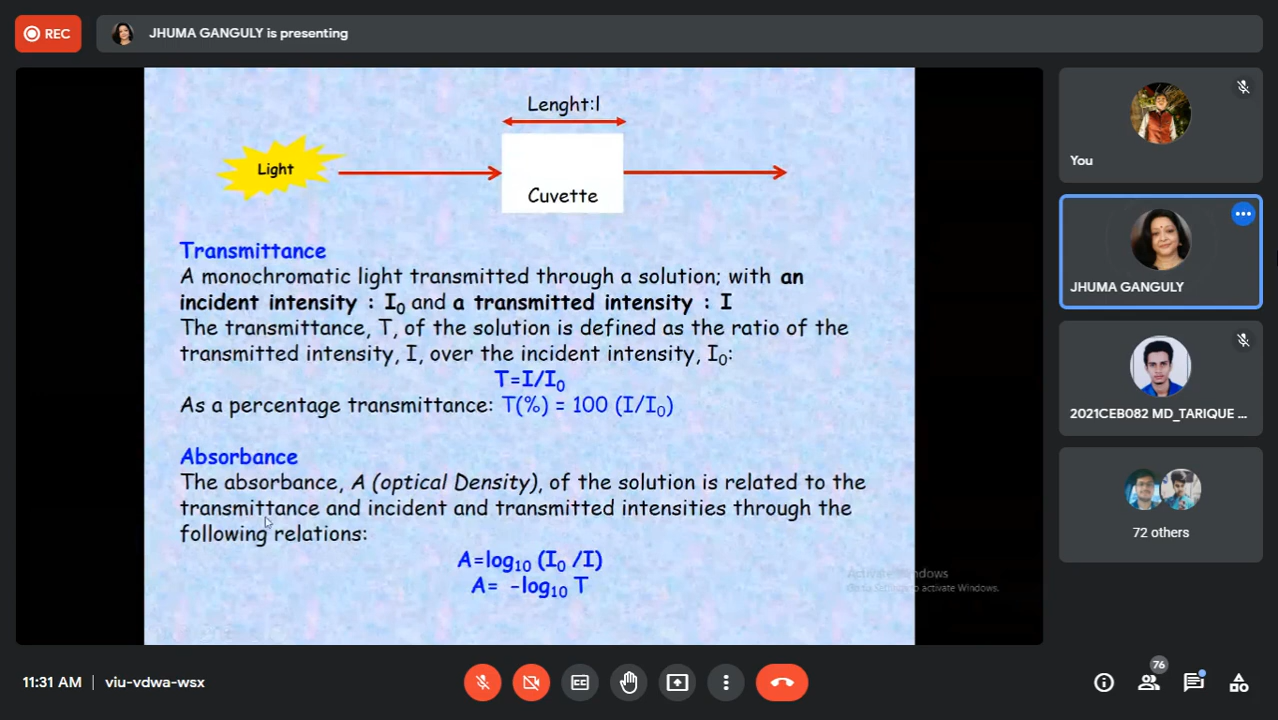 REC
JHUMA GANGULY is presenting
Lenght:l
Light
Cuvette
Transmittance
A monochromatic light transmitted through a solution; with an
incident intensity : I₀ and a transmitted intensity : I
The transmittance, T, of the solution is defined as the ratio of the
transmitted intensity, I, over the incident intensity, I₀:
T=I/I₀
As a percentage transmittance: T(%) = 100 (I/I₀)
Absorbance
The absorbance, A (optical Density), of the solution is related to the
transmittance and incident and transmitted intensities through the
following relations:
A=log₁₀ (I₀ /I)
A= -log₁₀ T
to activate Windows.
You
JHUMA GANGULY
2021CEB082 MD_TARIQUE ...
72 others
11:31 AM | viu-vdwa-wsx
CC
76